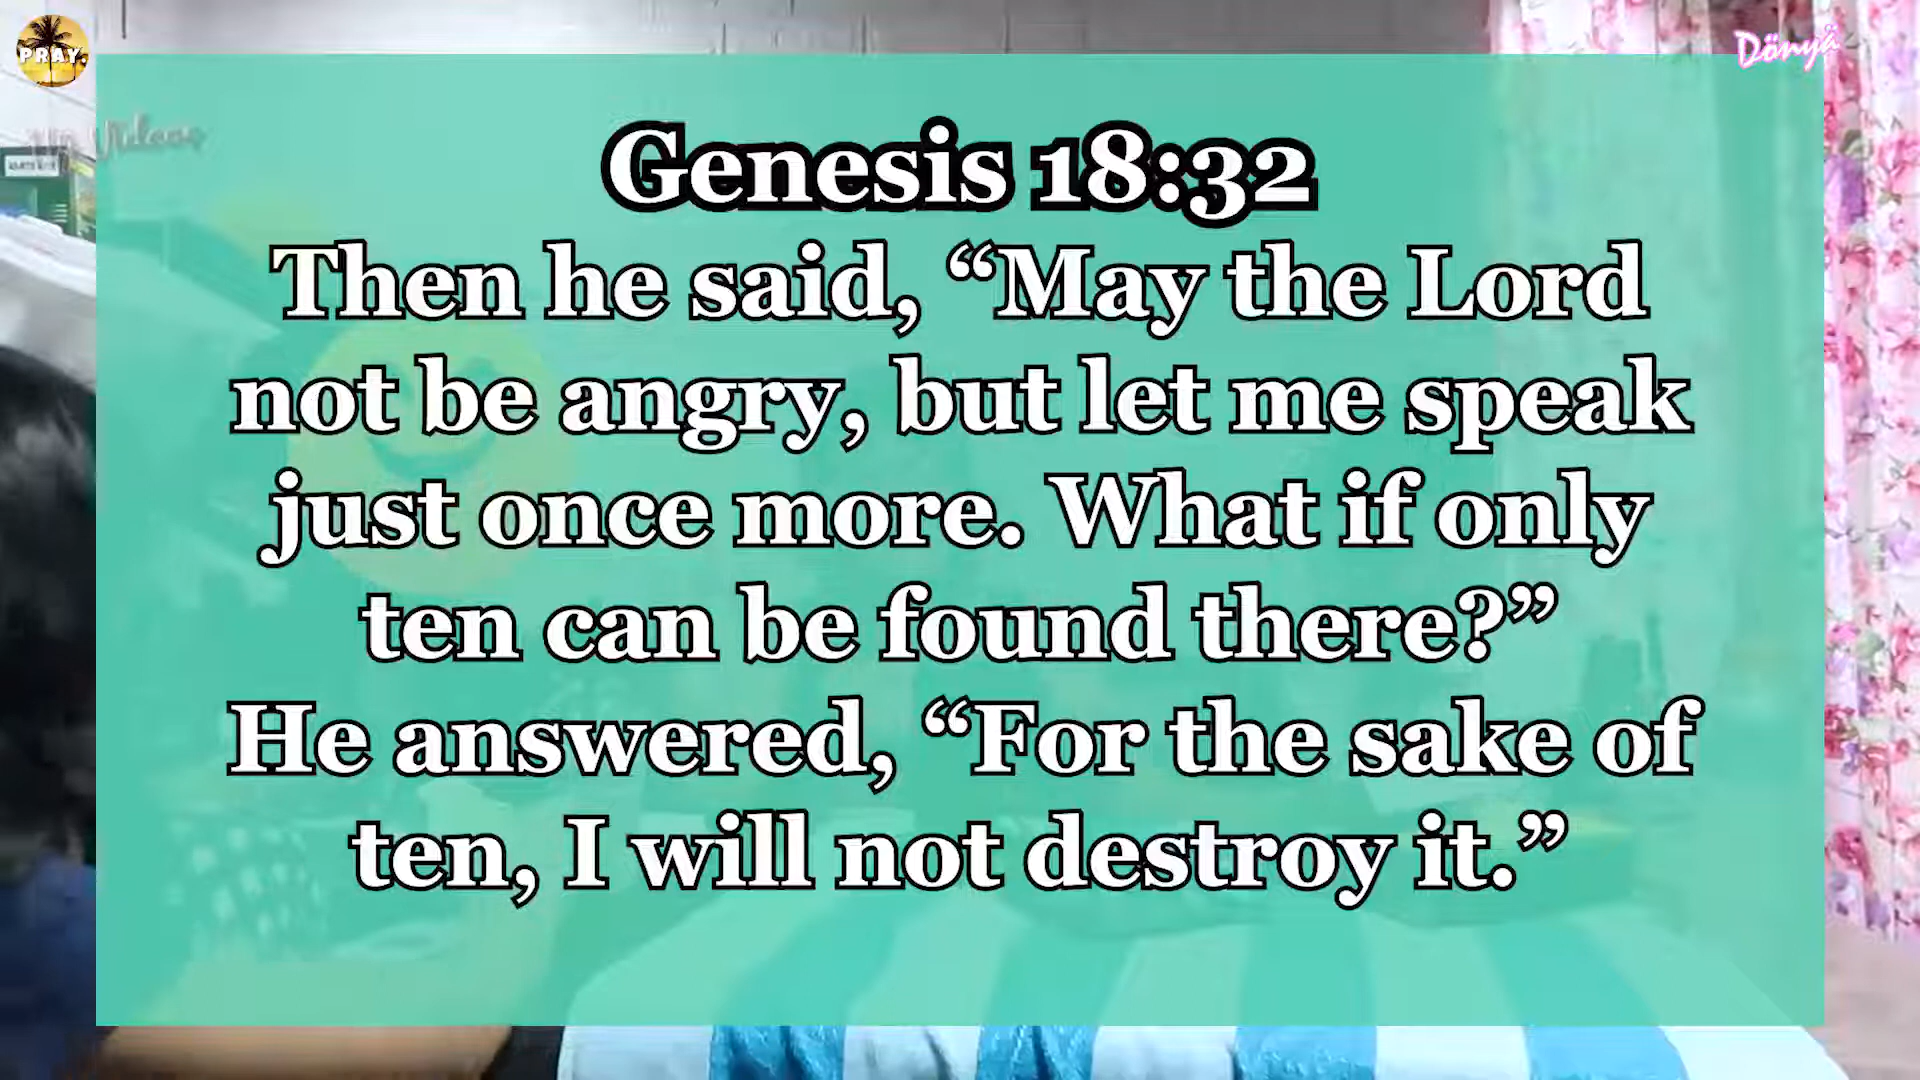 PRAY.
Dönyä
Videos
Genesis 18:32
Then he said, “May the Lord
not be angry, but let me speak
just once more. What if only
ten can be found there?”
He answered, “For the sake of
ten, I will not destroy it.”